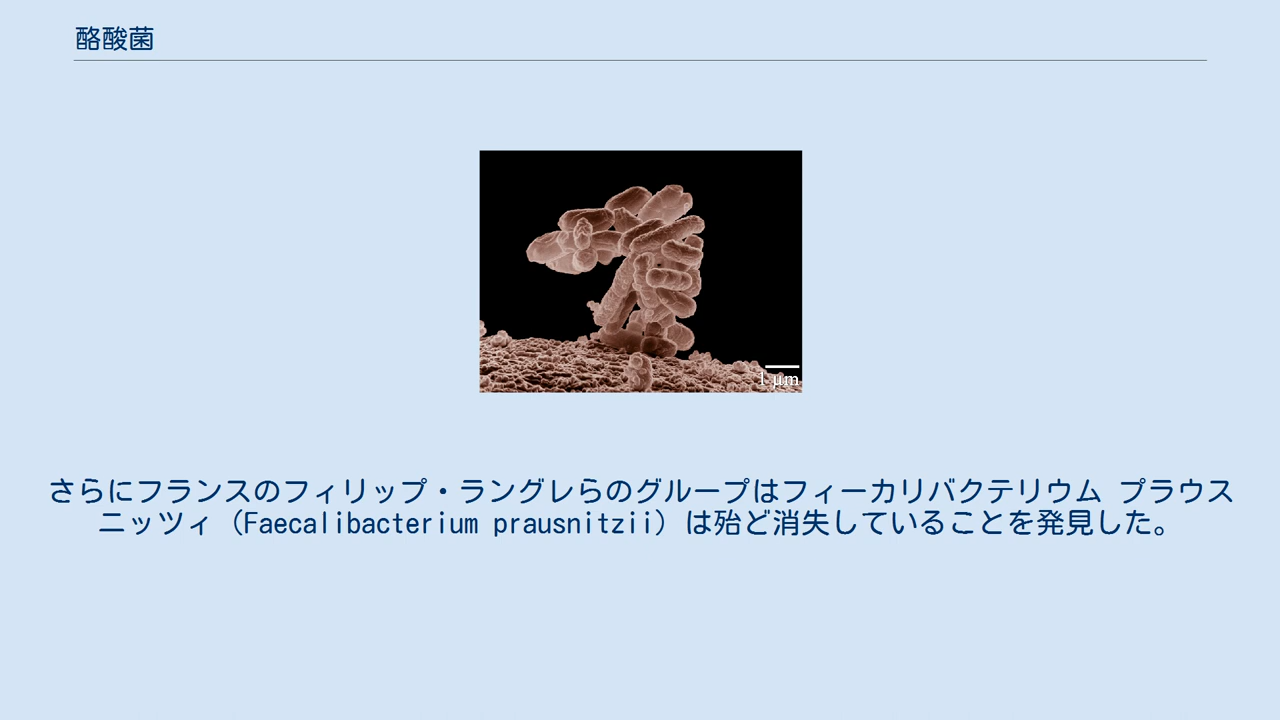 酪酸菌
1 μm
さらにフランスのフィリップ・ラングレらのグループはフィーカリバクテリウム プラウス
ニッツィ（Faecalibacterium prausnitzii）は殆ど消失していることを発見した。